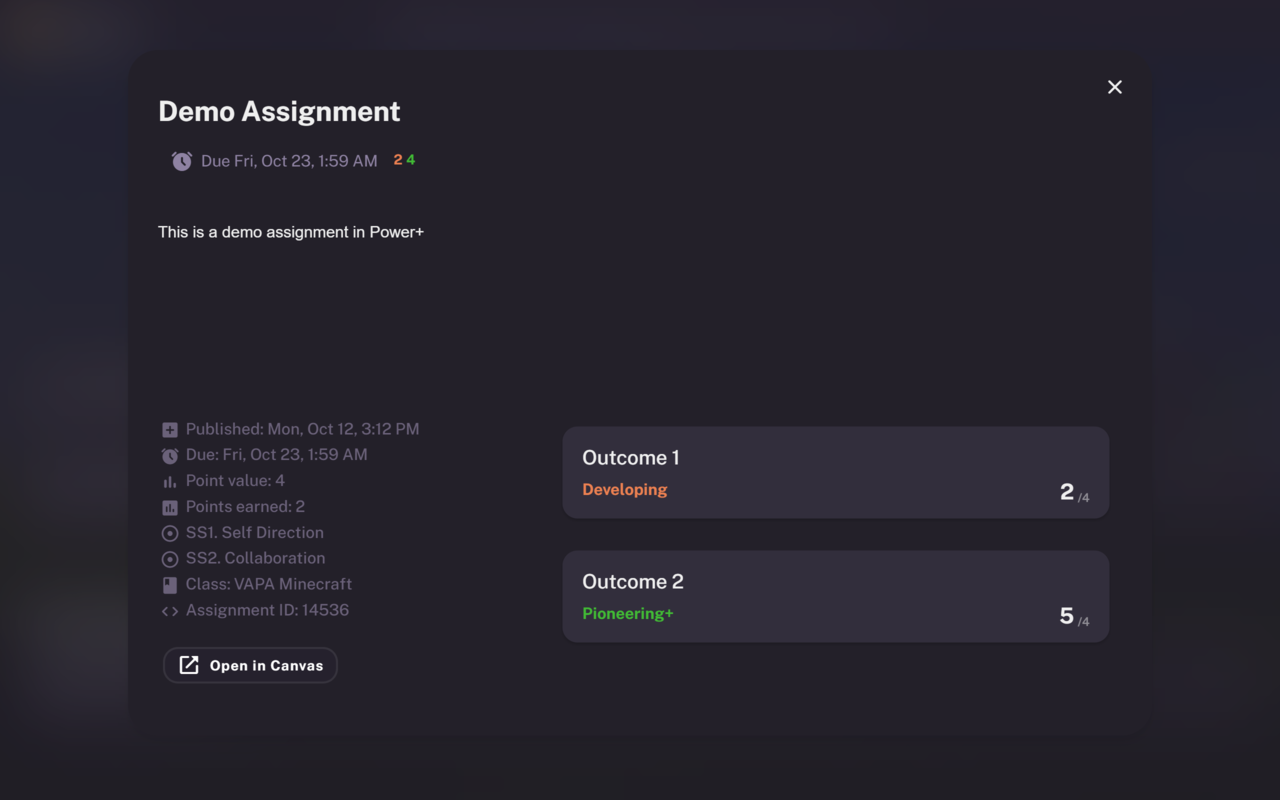 Demo Assignment
Due Fri, Oct 23, 1:59 AM 2 4
This is a demo assignment in Power+
Published: Mon, Oct 12, 3:12 PM
Due: Fri, Oct 23, 1:59 AM
Point value: 4
Points earned: 2
SS1. Self Direction
SS2. Collaboration
Class: VAPA Minecraft
Assignment ID: 14536
Open in Canvas
Outcome 1
Developing
2 /4
Outcome 2
Pioneering+
5 /4